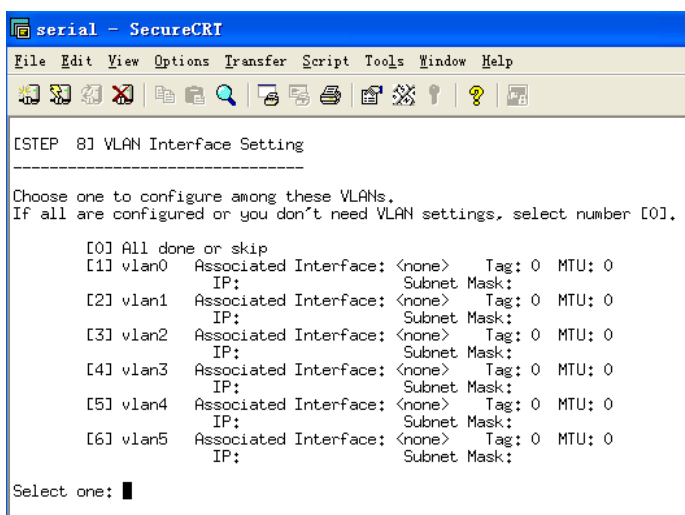 serial - SecureCRT
File Edit View Options Transfer Script Tools Window Help
[STEP  8] VLAN Interface Setting
--------------------------------
Choose one to configure among these VLANs.
If all are configured or you don't need VLAN settings, select number [0].
[0] All done or skip
[1] vlan0 Associated Interface: <none> Tag: 0 MTU: 0
IP: Subnet Mask:
[2] vlan1 Associated Interface: <none> Tag: 0 MTU: 0
IP: Subnet Mask:
[3] vlan2 Associated Interface: <none> Tag: 0 MTU: 0
IP: Subnet Mask:
[4] vlan3 Associated Interface: <none> Tag: 0 MTU: 0
IP: Subnet Mask:
[5] vlan4 Associated Interface: <none> Tag: 0 MTU: 0
IP: Subnet Mask:
[6] vlan5 Associated Interface: <none> Tag: 0 MTU: 0
IP: Subnet Mask:
Select one: